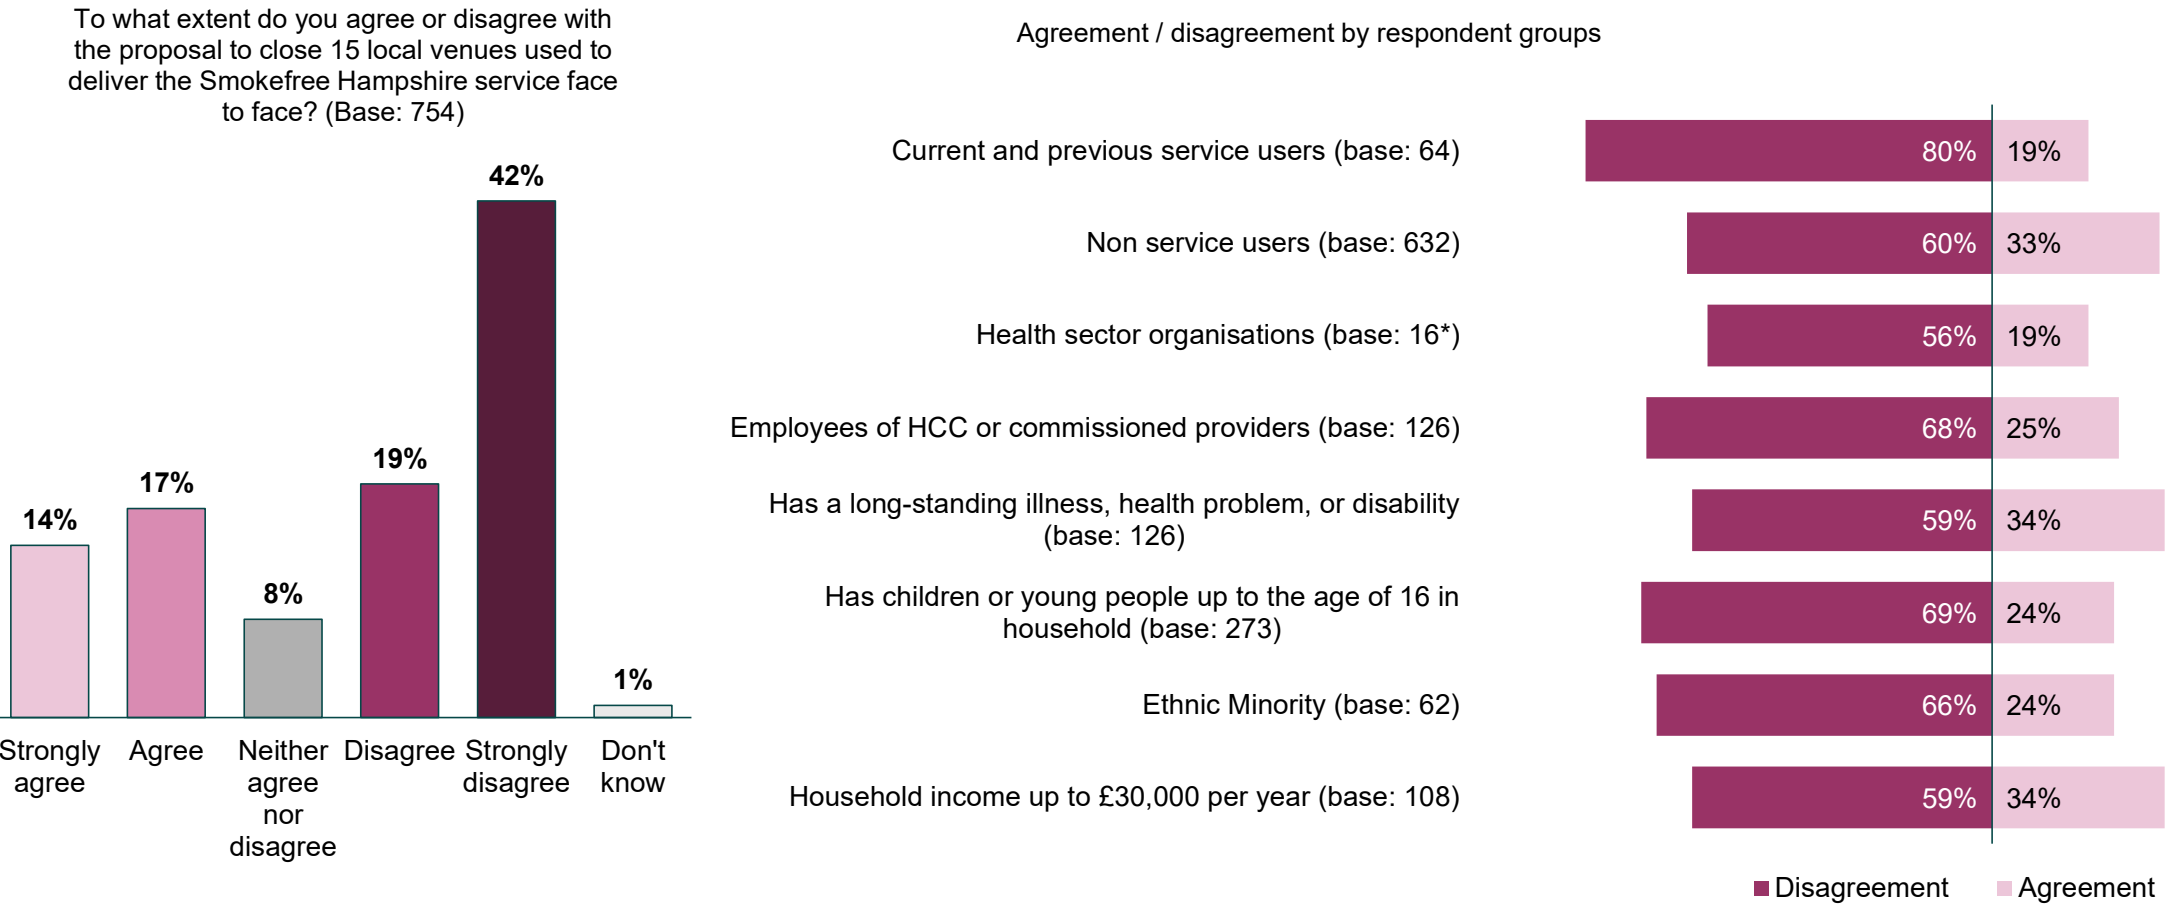 To what extent do you agree or disagree with
the proposal to close 15 local venues used to
deliver the Smokefree Hampshire service face
to face? (Base: 754)
14%
17%
8%
19%
42%
1%
Strongly
agree
Agree
Neither
agree
nor
disagree
Disagree
Strongly
disagree
Don't
know
Agreement / disagreement by respondent groups
Current and previous service users (base: 64)
80% 19%
Non service users (base: 632)
60% 33%
Health sector organisations (base: 16*)
56% 19%
Employees of HCC or commissioned providers (base: 126)
68% 25%
Has a long-standing illness, health problem, or disability
(base: 126)
59% 34%
Has children or young people up to the age of 16 in
household (base: 273)
69% 24%
Ethnic Minority (base: 62)
66% 24%
Household income up to £30,000 per year (base: 108)
59% 34%
Disagreement Agreement